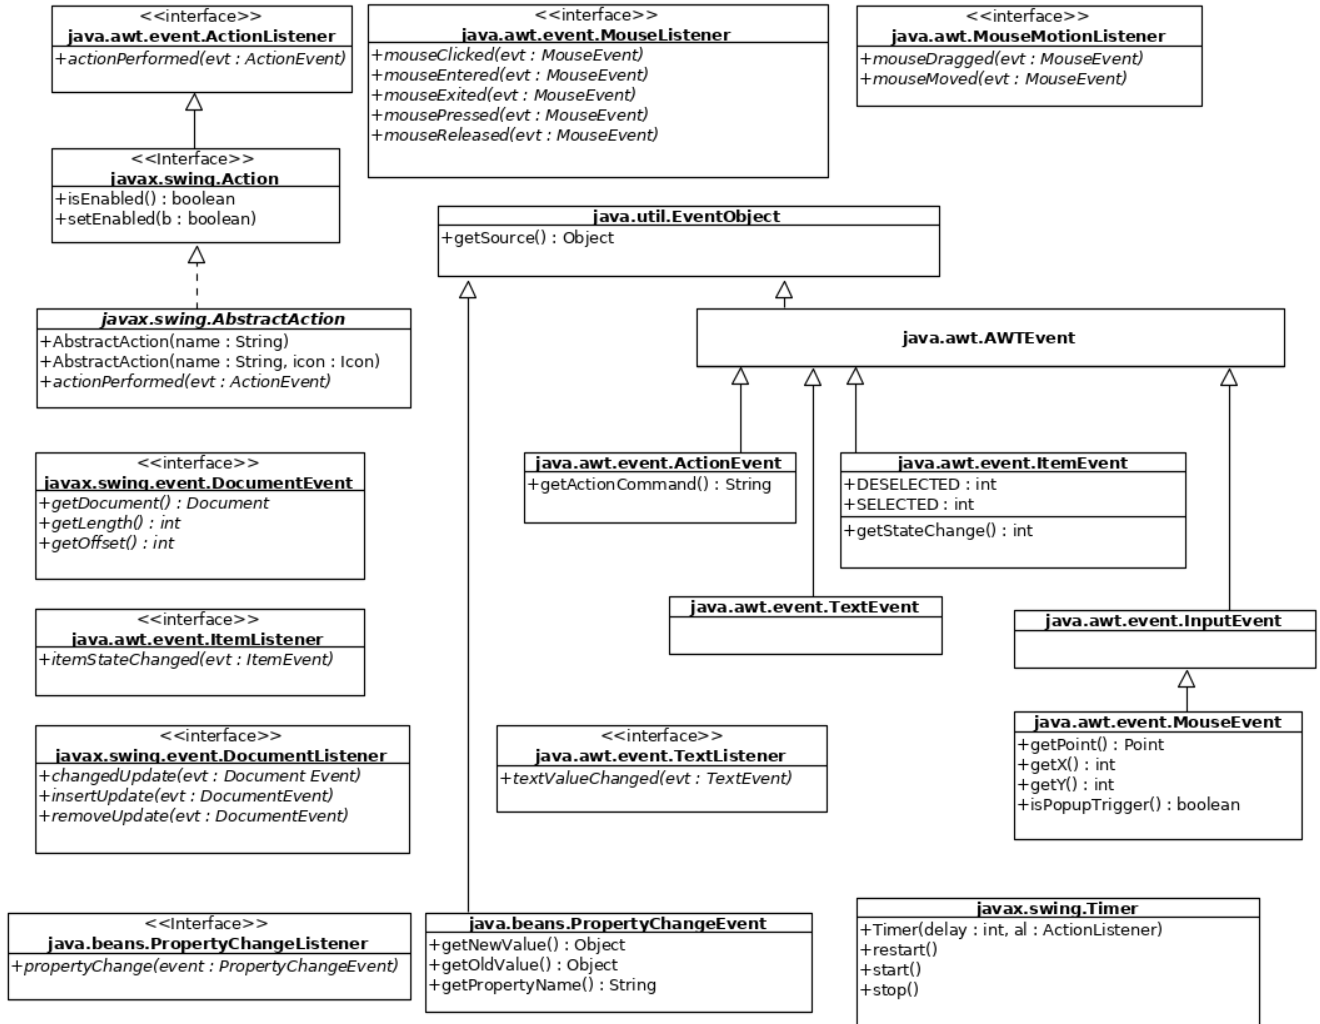 <<interface>>
java.awt.event.ActionListener
+actionPerformed(evt : ActionEvent)
<<interface>>
java.awt.event.MouseListener
+mouseClicked(evt : MouseEvent)
+mouseEntered(evt : MouseEvent)
+mouseExited(evt : MouseEvent)
+mousePressed(evt : MouseEvent)
+mouseReleased(evt : MouseEvent)
<<interface>>
java.awt.MouseMotionListener
+mouseDragged(evt : MouseEvent)
+mouseMoved(evt : MouseEvent)
<<Interface>>
javax.swing.Action
+isEnabled() : boolean
+setEnabled(b : boolean)
java.util.EventObject
+getSource() : Object
javax.swing.AbstractAction
+AbstractAction(name : String)
+AbstractAction(name : String, icon : Icon)
+actionPerformed(evt : ActionEvent)
java.awt.AWTEvent
<<interface>>
javax.swing.event.DocumentEvent
+getDocument() : Document
+getLength() : int
+getOffset() : int
java.awt.event.ActionEvent
+getActionCommand() : String
java.awt.event.ItemEvent
+DESELECTED : int
+SELECTED : int
+getStateChange() : int
<<interface>>
java.awt.event.ItemListener
+itemStateChanged(evt : ItemEvent)
java.awt.event.TextEvent
java.awt.event.InputEvent
<<interface>>
javax.swing.event.DocumentListener
+changedUpdate(evt : Document Event)
+insertUpdate(evt : DocumentEvent)
+removeUpdate(evt : DocumentEvent)
<<interface>>
java.awt.event.TextListener
+textValueChanged(evt : TextEvent)
java.awt.event.MouseEvent
+getPoint() : Point
+getX() : int
+getY() : int
+isPopupTrigger() : boolean
<<Interface>>
java.beans.PropertyChangeListener
+propertyChange(event : PropertyChangeEvent)
java.beans.PropertyChangeEvent
+getNewValue() : Object
+getOldValue() : Object
+getPropertyName() : String
javax.swing.Timer
+Timer(delay : int, al : ActionListener)
+restart()
+start()
+stop()